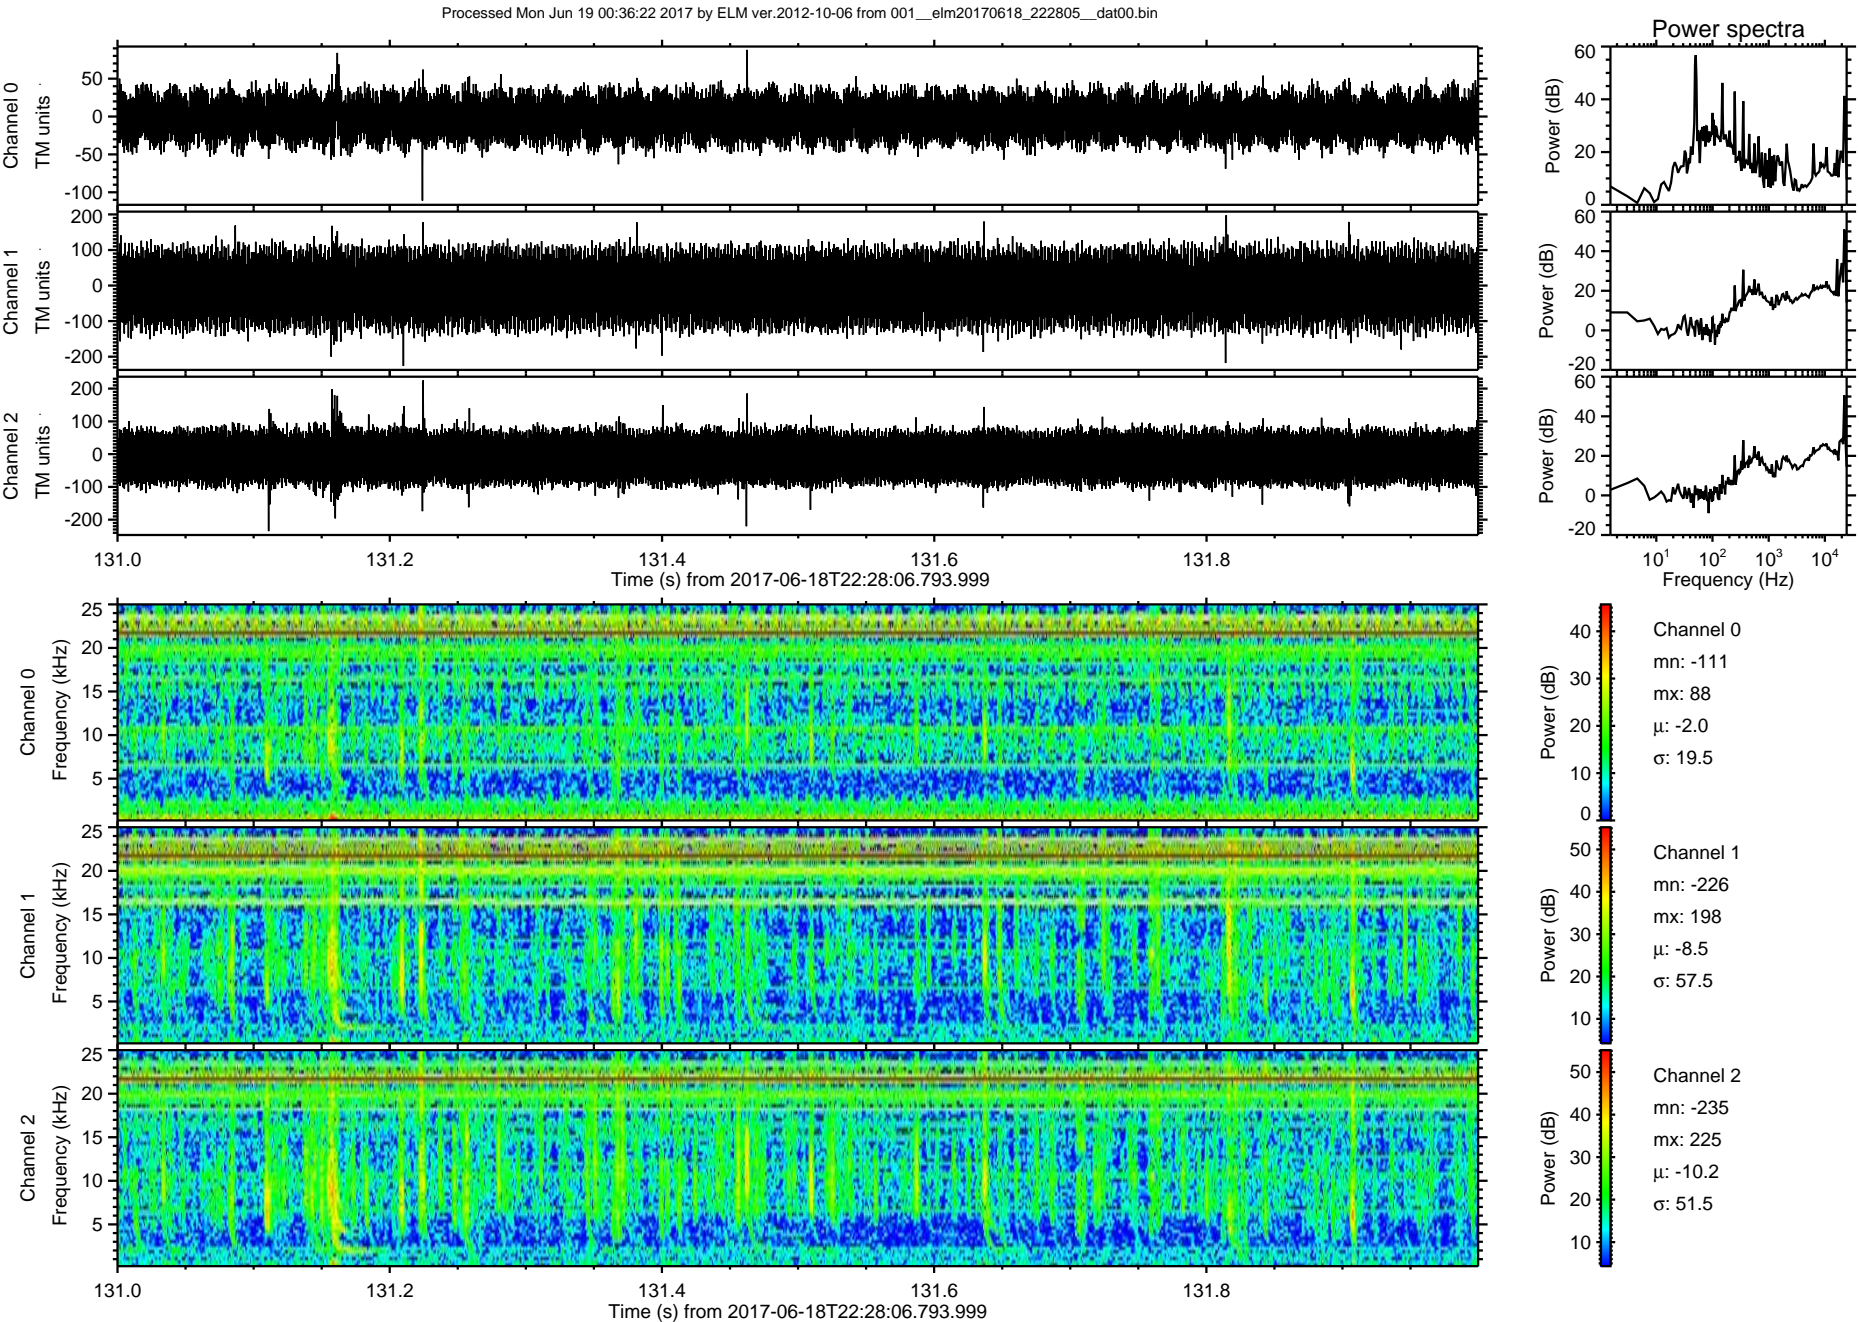 Processed Mon Jun 19 00:36:22 2017 by ELM ver.2012-10-06 from 001__elm20170618_222805__dat00.bin
Power spectra
Channel 0
TM units
50
0
-50
-100
Power (dB)
60
40
20
0
Channel 1
TM units
200
100
0
-100
-200
Power (dB)
60
40
20
0
-20
Channel 2
TM units
200
100
0
-100
-200
Power (dB)
60
40
20
0
-20
131.0 131.2 131.4 131.6 131.8
Time (s) from 2017-06-18T22:28:06.793.999
10^1 10^2 10^3 10^4
Frequency (Hz)
Channel 0
Frequency (kHz)
25
20
15
10
5
Power (dB)
40
30
20
10
0
Channel 0
mn: -111
mx: 88
µ: -2.0
σ: 19.5
Channel 1
Frequency (kHz)
25
20
15
10
5
Power (dB)
50
40
30
20
10
Channel 1
mn: -226
mx: 198
µ: -8.5
σ: 57.5
Channel 2
Frequency (kHz)
25
20
15
10
5
Power (dB)
50
40
30
20
10
Channel 2
mn: -235
mx: 225
µ: -10.2
σ: 51.5
131.0 131.2 131.4 131.6 131.8
Time (s) from 2017-06-18T22:28:06.793.999